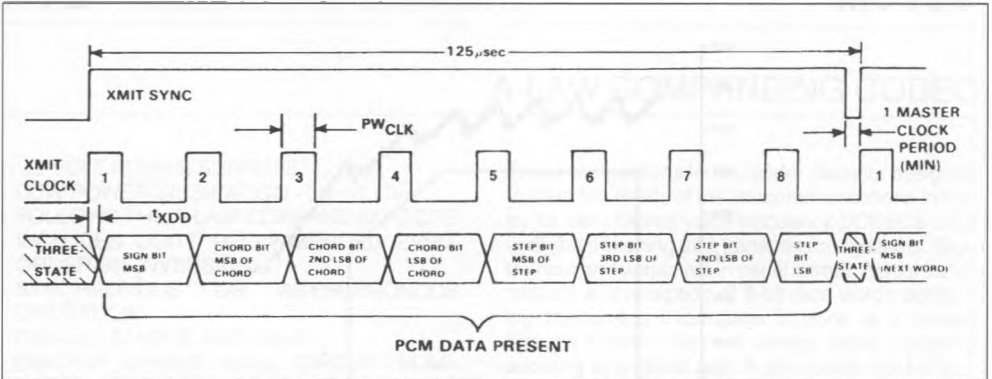 125μsec
XMIT SYNC
PW CLK
1 MASTER
CLOCK
PERIOD
(MIN)
XMIT
CLOCK
1
2
3
4
5
6
7
8
1
tXDD
THREE-
STATE
SIGN BIT
MSB
CHORD BIT
MSB OF
CHORD
CHORD BIT
2ND LSB OF
CHORD
CHORD BIT
LSB OF
CHORD
STEP BIT
MSB OF
STEP
STEP BIT
3RD LSB OF
STEP
STEP BIT
2ND LSB OF
STEP
STEP
BIT
LSB
THREE-
STATE
SIGN BIT
MSB
(NEXT WORD)
PCM DATA PRESENT
A LAW COMPANDING CODEC